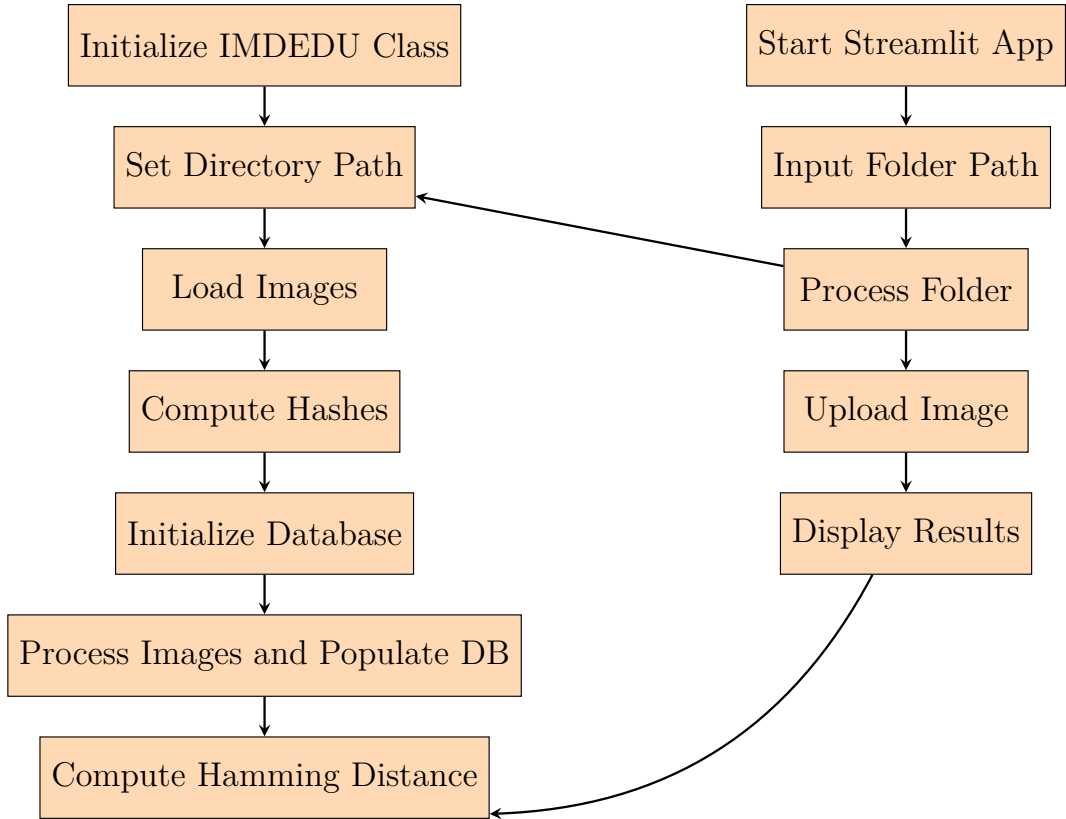 Initialize IMDEDU Class
Set Directory Path
Load Images
Compute Hashes
Initialize Database
Process Images and Populate DB
Compute Hamming Distance
Start Streamlit App
Input Folder Path
Process Folder
Upload Image
Display Results